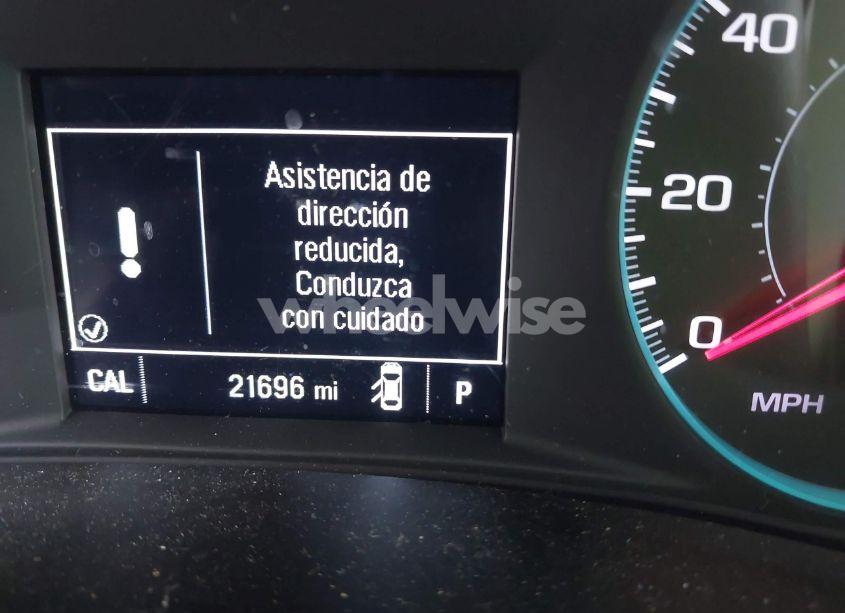 40
Asistencia de
dirección
reducida,
Conduzca
con cuidado
20
0
CAL 21696 mi P
MPH
wheelwise